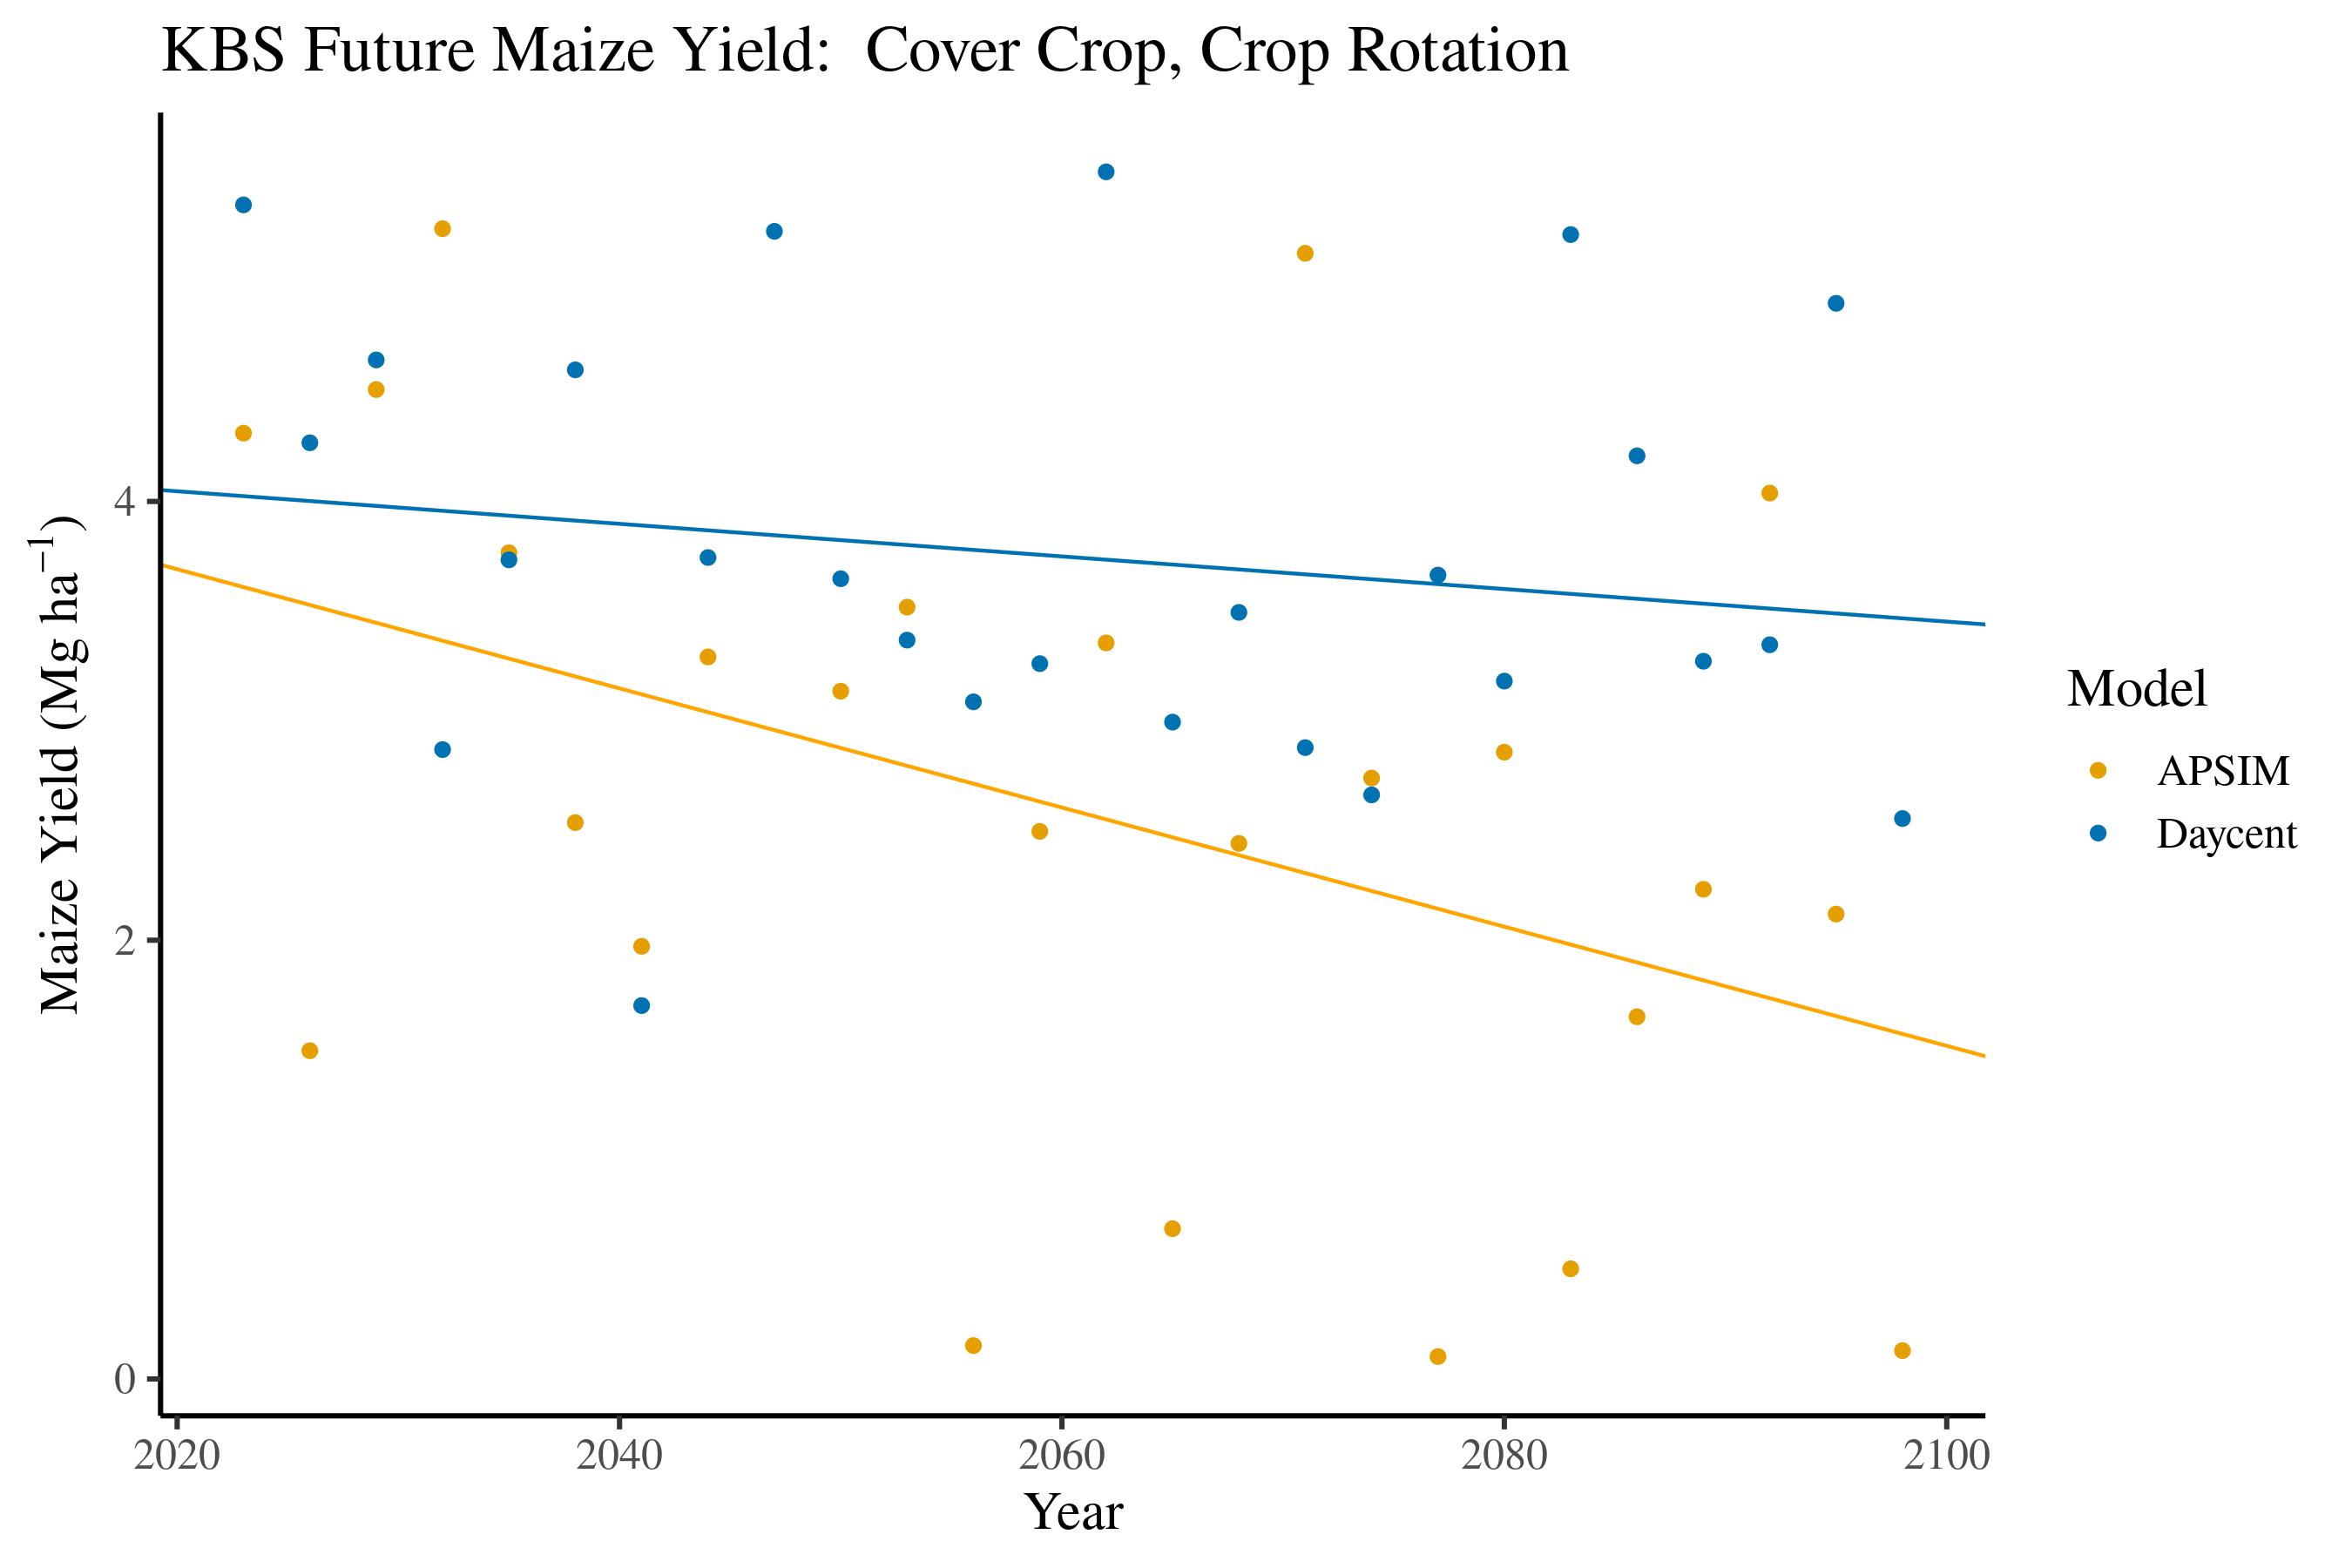 KBS Future Maize Yield:  Cover Crop, Crop Rotation
Maize Yield (Mg ha⁻¹)
4
2
0
2020 2040 2060 2080 2100
Year
Model
APSIM
Daycent